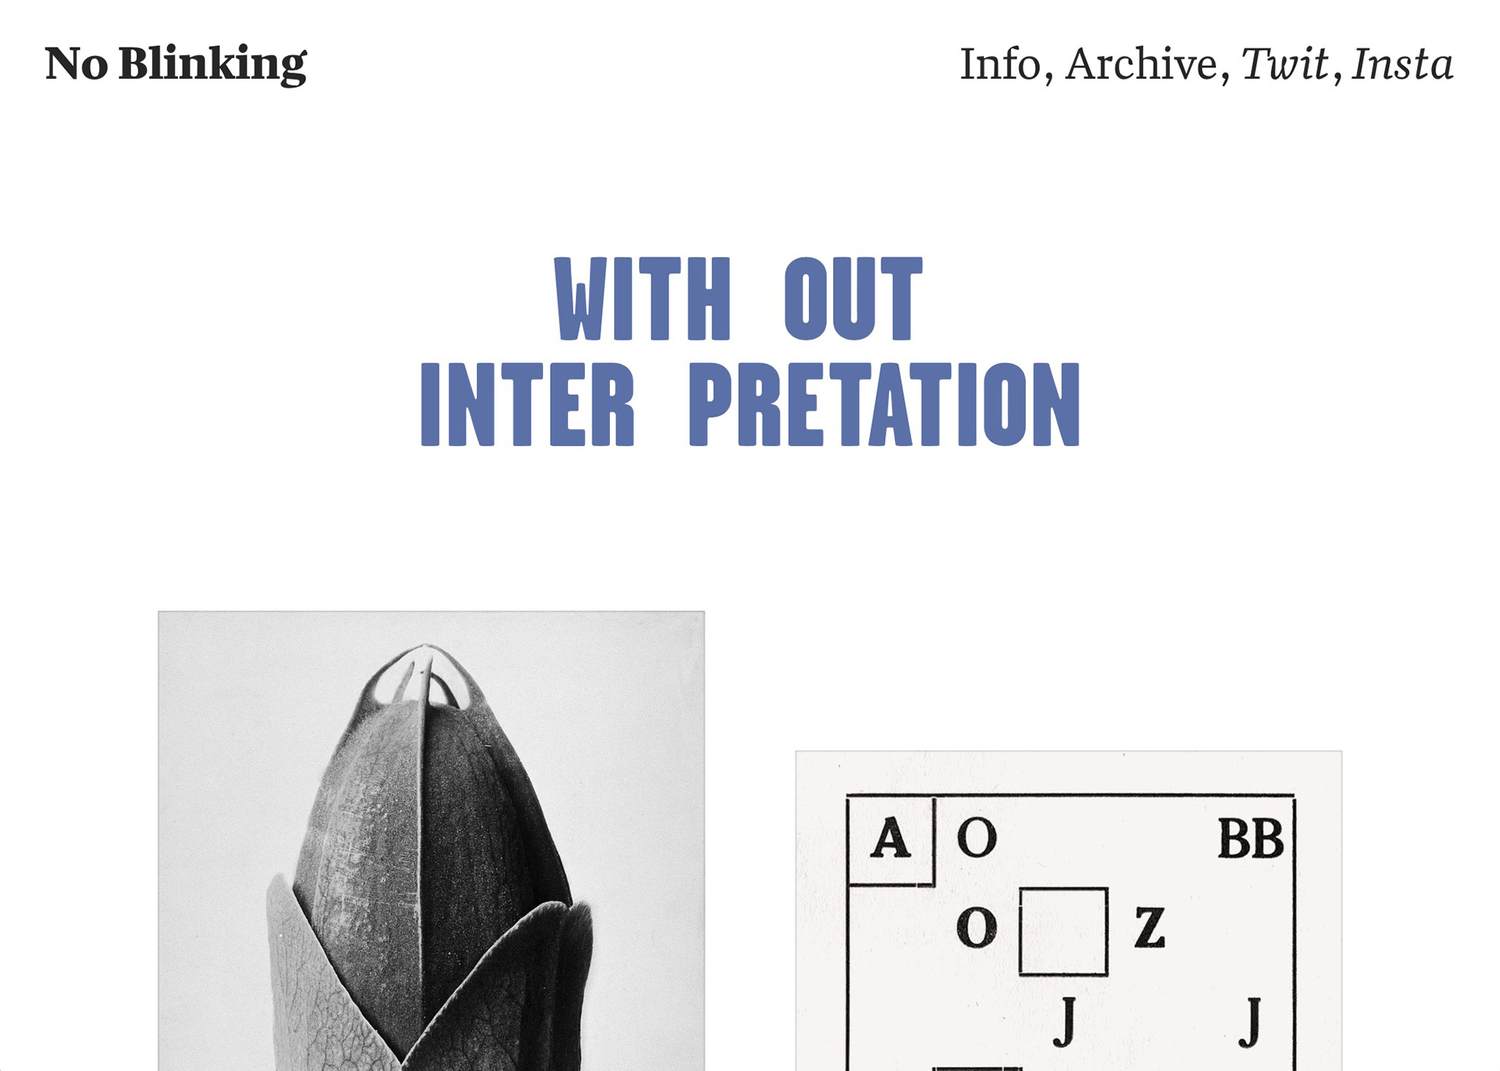 No Blinking
Info, Archive, Twit, Insta
WITH OUT
INTER PRETATION
A O BB
O Z
J J